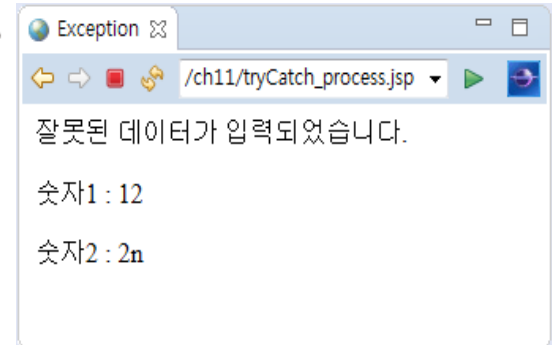 Exception
/ch11/tryCatch_process.jsp
잘못된 데이터가 입력되었습니다.
숫자1 : 12
숫자2 : 2n